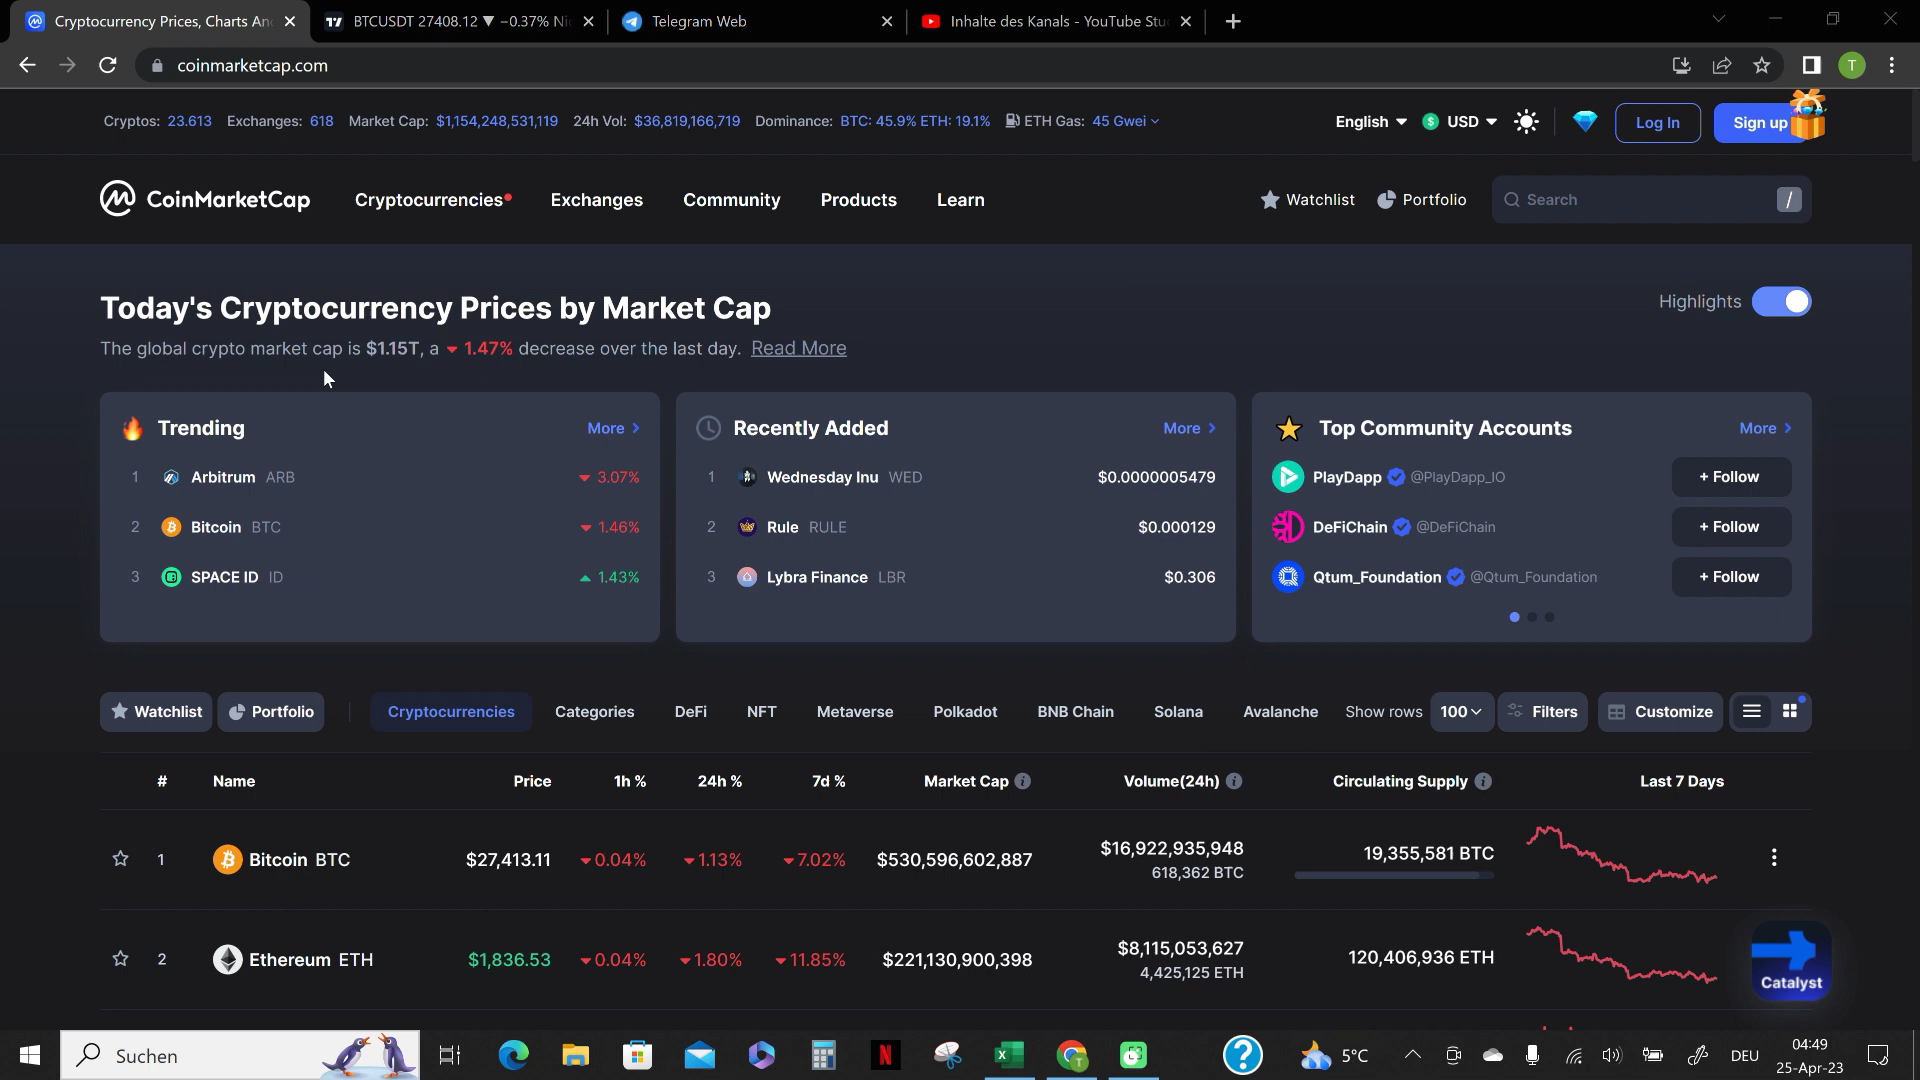 Cryptocurrency Prices, Charts An
BTCUSDT 27408.12 ▼ −0.37% Ni
Telegram Web
Inhalte des Kanals - YouTube Stu
coinmarketcap.com
T
Cryptos: 23.613 Exchanges: 618 Market Cap: $1,154,248,531,119 24h Vol: $36,819,166,719 Dominance: BTC: 45.9% ETH: 19.1% ETH Gas: 45 Gwei
English USD Log In Sign up
CoinMarketCap Cryptocurrencies Exchanges Community Products Learn Watchlist Portfolio Search /
Today's Cryptocurrency Prices by Market Cap
Highlights
The global crypto market cap is $1.15T, a ▼ 1.47% decrease over the last day. Read More
Trending More >
1 Arbitrum ARB ▼ 3.07%
2 Bitcoin BTC ▼ 1.46%
3 SPACE ID ID ▲ 1.43%
Recently Added More >
1 Wednesday Inu WED $0.0000005479
2 Rule RULE $0.000129
3 Lybra Finance LBR $0.306
Top Community Accounts More >
PlayDapp @PlayDapp_IO + Follow
DeFiChain @DeFiChain + Follow
Qtum_Foundation @Qtum_Foundation + Follow
Watchlist Portfolio Cryptocurrencies Categories DeFi NFT Metaverse Polkadot BNB Chain Solana Avalanche Show rows 100 Filters Customize
# Name Price 1h % 24h % 7d % Market Cap Volume(24h) Circulating Supply Last 7 Days
1 Bitcoin BTC $27,413.11 ▼0.04% ▼1.13% ▼7.02% $530,596,602,887 $16,922,935,948 19,355,581 BTC
618,362 BTC
2 Ethereum ETH $1,836.53 ▼0.04% ▼1.80% ▼11.85% $221,130,900,398 $8,115,053,627 120,406,936 ETH
4,425,125 ETH
Catalyst
Suchen
5°C
DEU
04:49
25-Apr-23